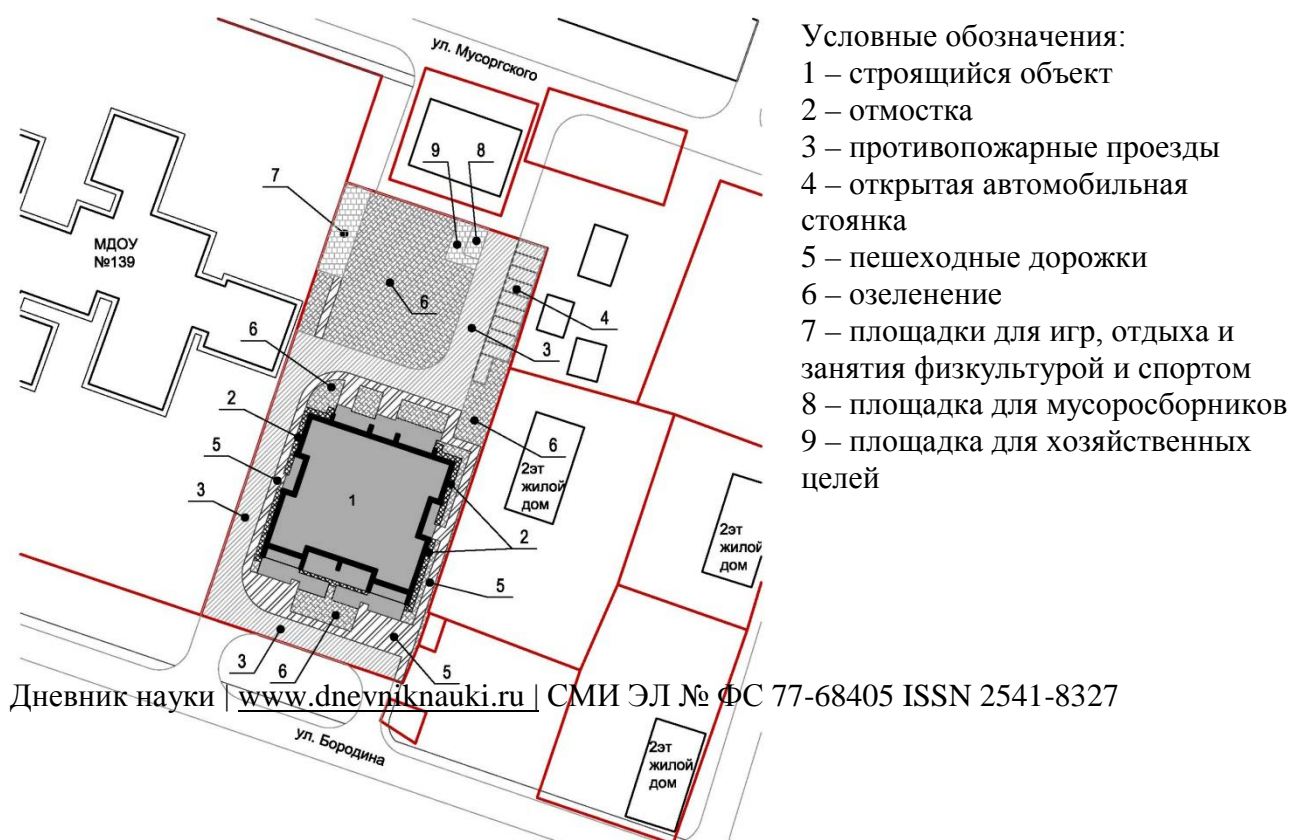 ул. Мусоргского
Условные обозначения:
1 – строящийся объект
2 – отмостка
3 – противопожарные проезды
4 – открытая автомобильная
стоянка
5 – пешеходные дорожки
6 – озеленение
7 – площадки для игр, отдыха и
занятия физкультурой и спортом
8 – площадка для мусоросборников
9 – площадка для хозяйственных
целей
9
8
7
МДОУ
№139
6
4
6
3
2
6
5
2эт
жилой
дом
3
1
2
2эт
жилой
дом
5
3
6
5
Дневник науки | www.dnevniknauki.ru | СМИ ЭЛ № ФС 77-68405 ISSN 2541-8327
ул. Бородина
2эт
жилой
дом